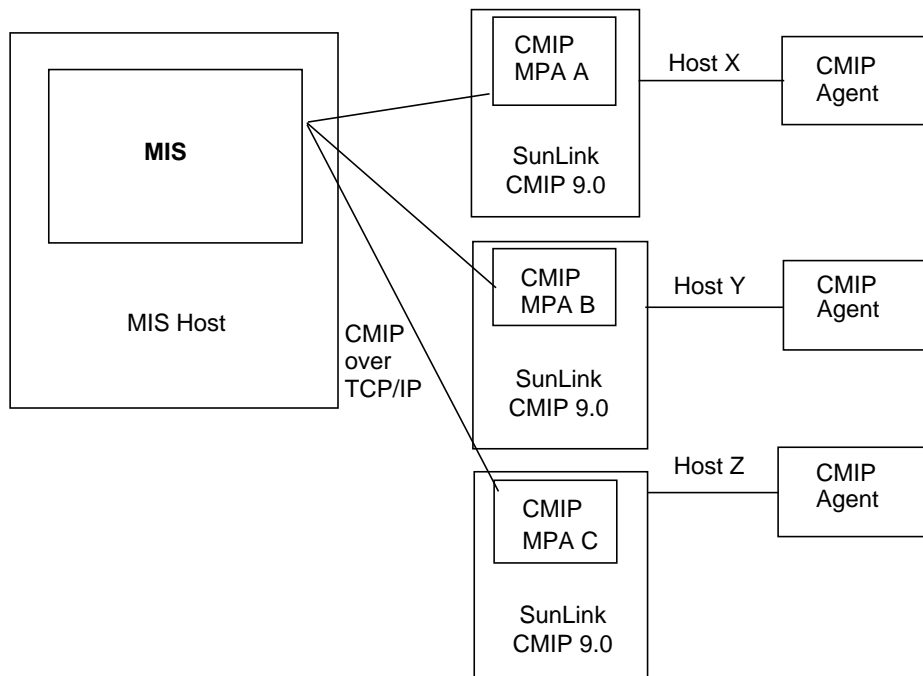 MIS
MIS Host
CMIP
over
TCP/IP
CMIP
MPA A
SunLink
CMIP 9.0
Host X
CMIP
Agent
CMIP
MPA B
SunLink
CMIP 9.0
Host Y
CMIP
Agent
CMIP
MPA C
SunLink
CMIP 9.0
Host Z
CMIP
Agent